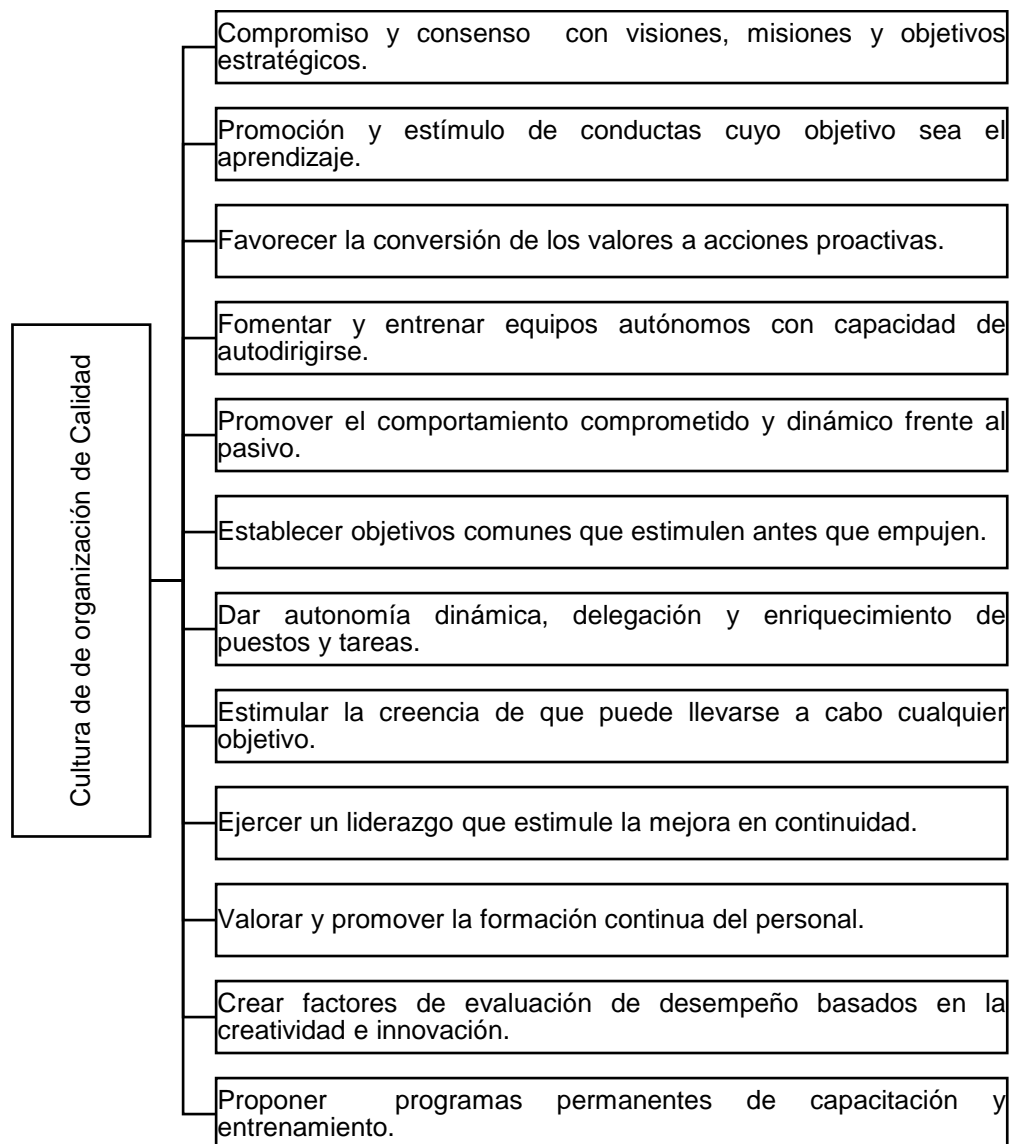 Compromiso y consenso con visiones, misiones y objetivos
estratégicos.
Promoción y estímulo de conductas cuyo objetivo sea el
aprendizaje.
Favorecer la conversión de los valores a acciones proactivas.
Fomentar y entrenar equipos autónomos con capacidad de
autodirigirse.
Promover el comportamiento comprometido y dinámico frente al
pasivo.
Establecer objetivos comunes que estimulen antes que empujen.
Dar autonomía dinámica, delegación y enriquecimiento de
puestos y tareas.
Estimular la creencia de que puede llevarse a cabo cualquier
objetivo.
Ejercer un liderazgo que estimule la mejora en continuidad.
Valorar y promover la formación continua del personal.
Crear factores de evaluación de desempeño basados en la
creatividad e innovación.
Proponer programas permanentes de capacitación y
entrenamiento.
Cultura de de organización de Calidad